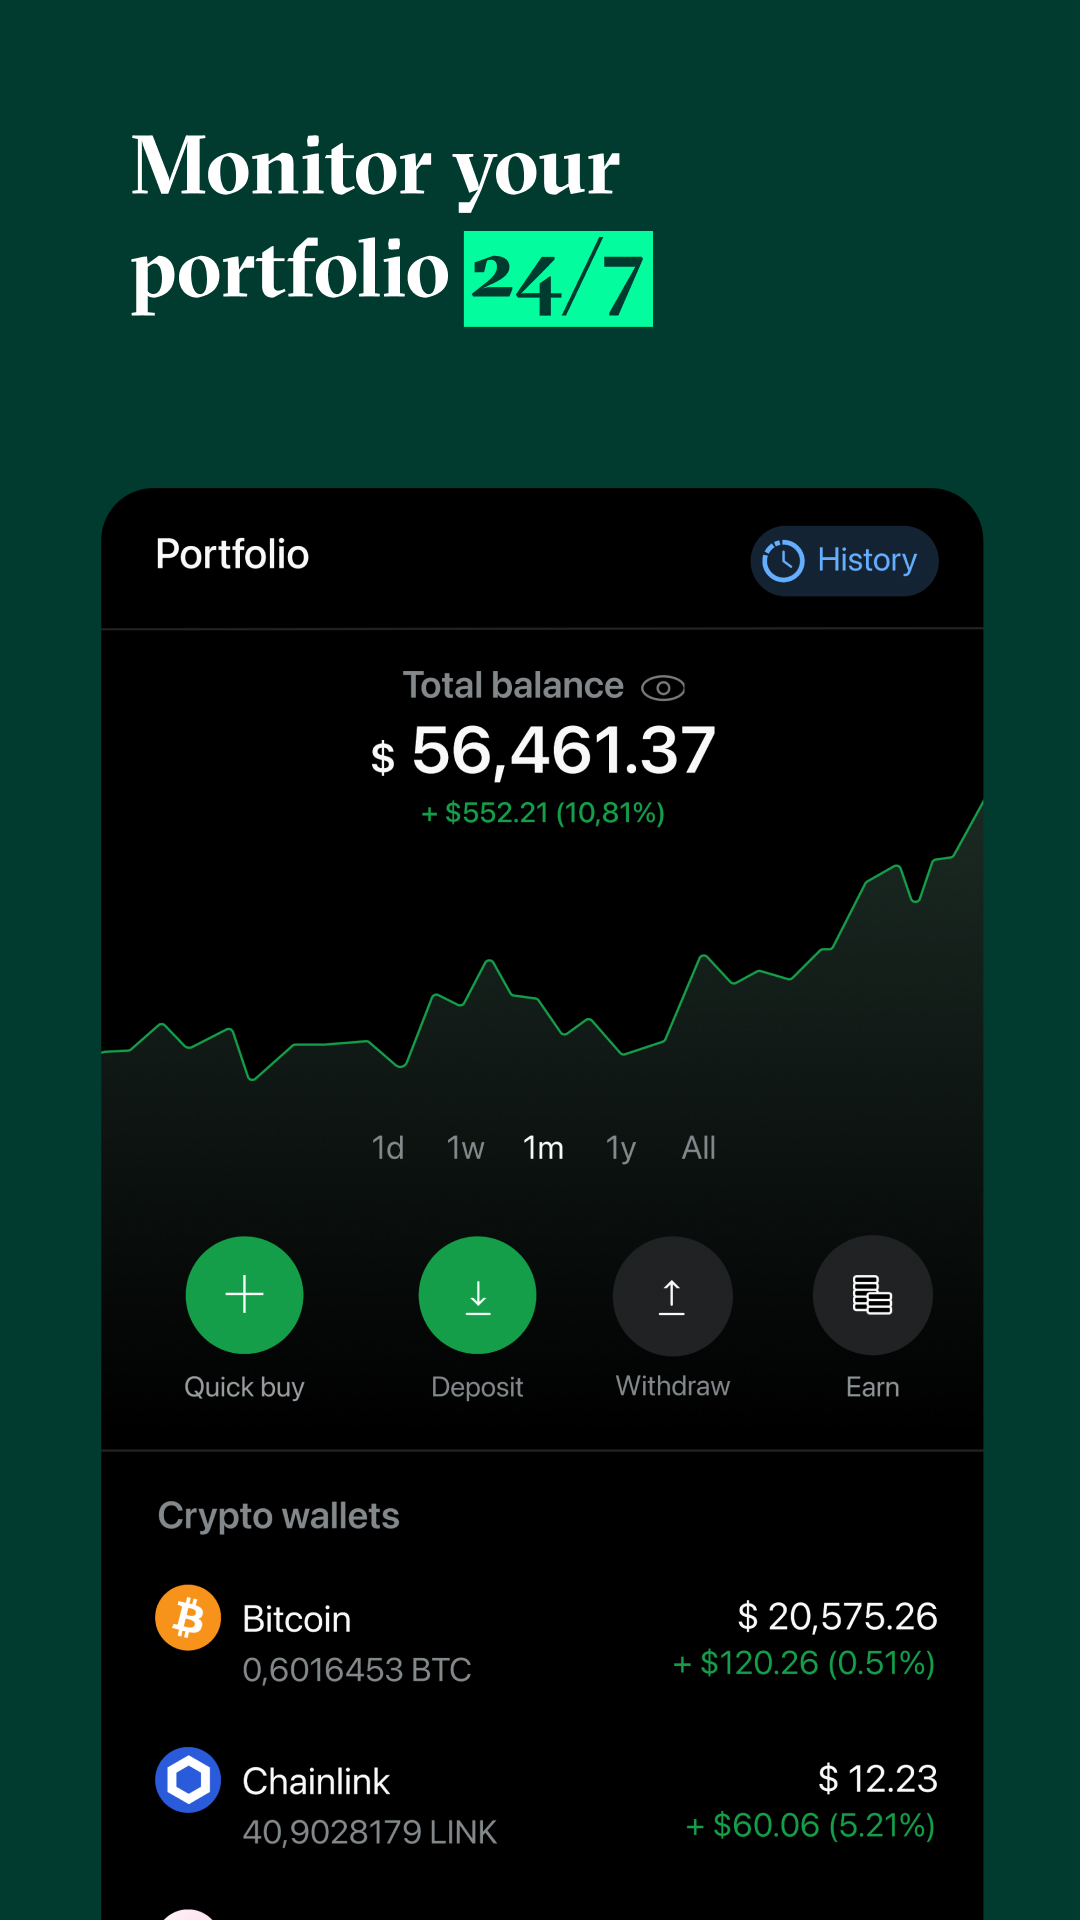 Monitor your
portfolio 24/7
Portfolio
History
Total balance
$ 56,461.37
+ $552.21 (10,81%)
1d 1w 1m 1y All
Quick buy Deposit Withdraw Earn
Crypto wallets
Bitcoin $ 20,575.26
0,6016453 BTC + $120.26 (0.51%)
Chainlink $ 12.23
40,9028179 LINK + $60.06 (5.21%)